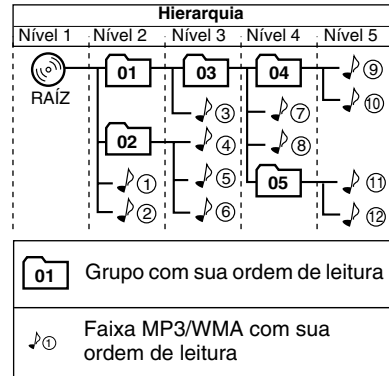 Hierarquia
Nível 1 Nível 2 Nível 3 Nível 4 Nível 5
01 03 04 ⑨
RAÍZ ⑩
③ ⑦
02 ④ ⑧
① ⑤ 05 ⑪
② ⑥ ⑫
01 Grupo com sua ordem de leitura
① Faixa MP3/WMA com sua
ordem de leitura